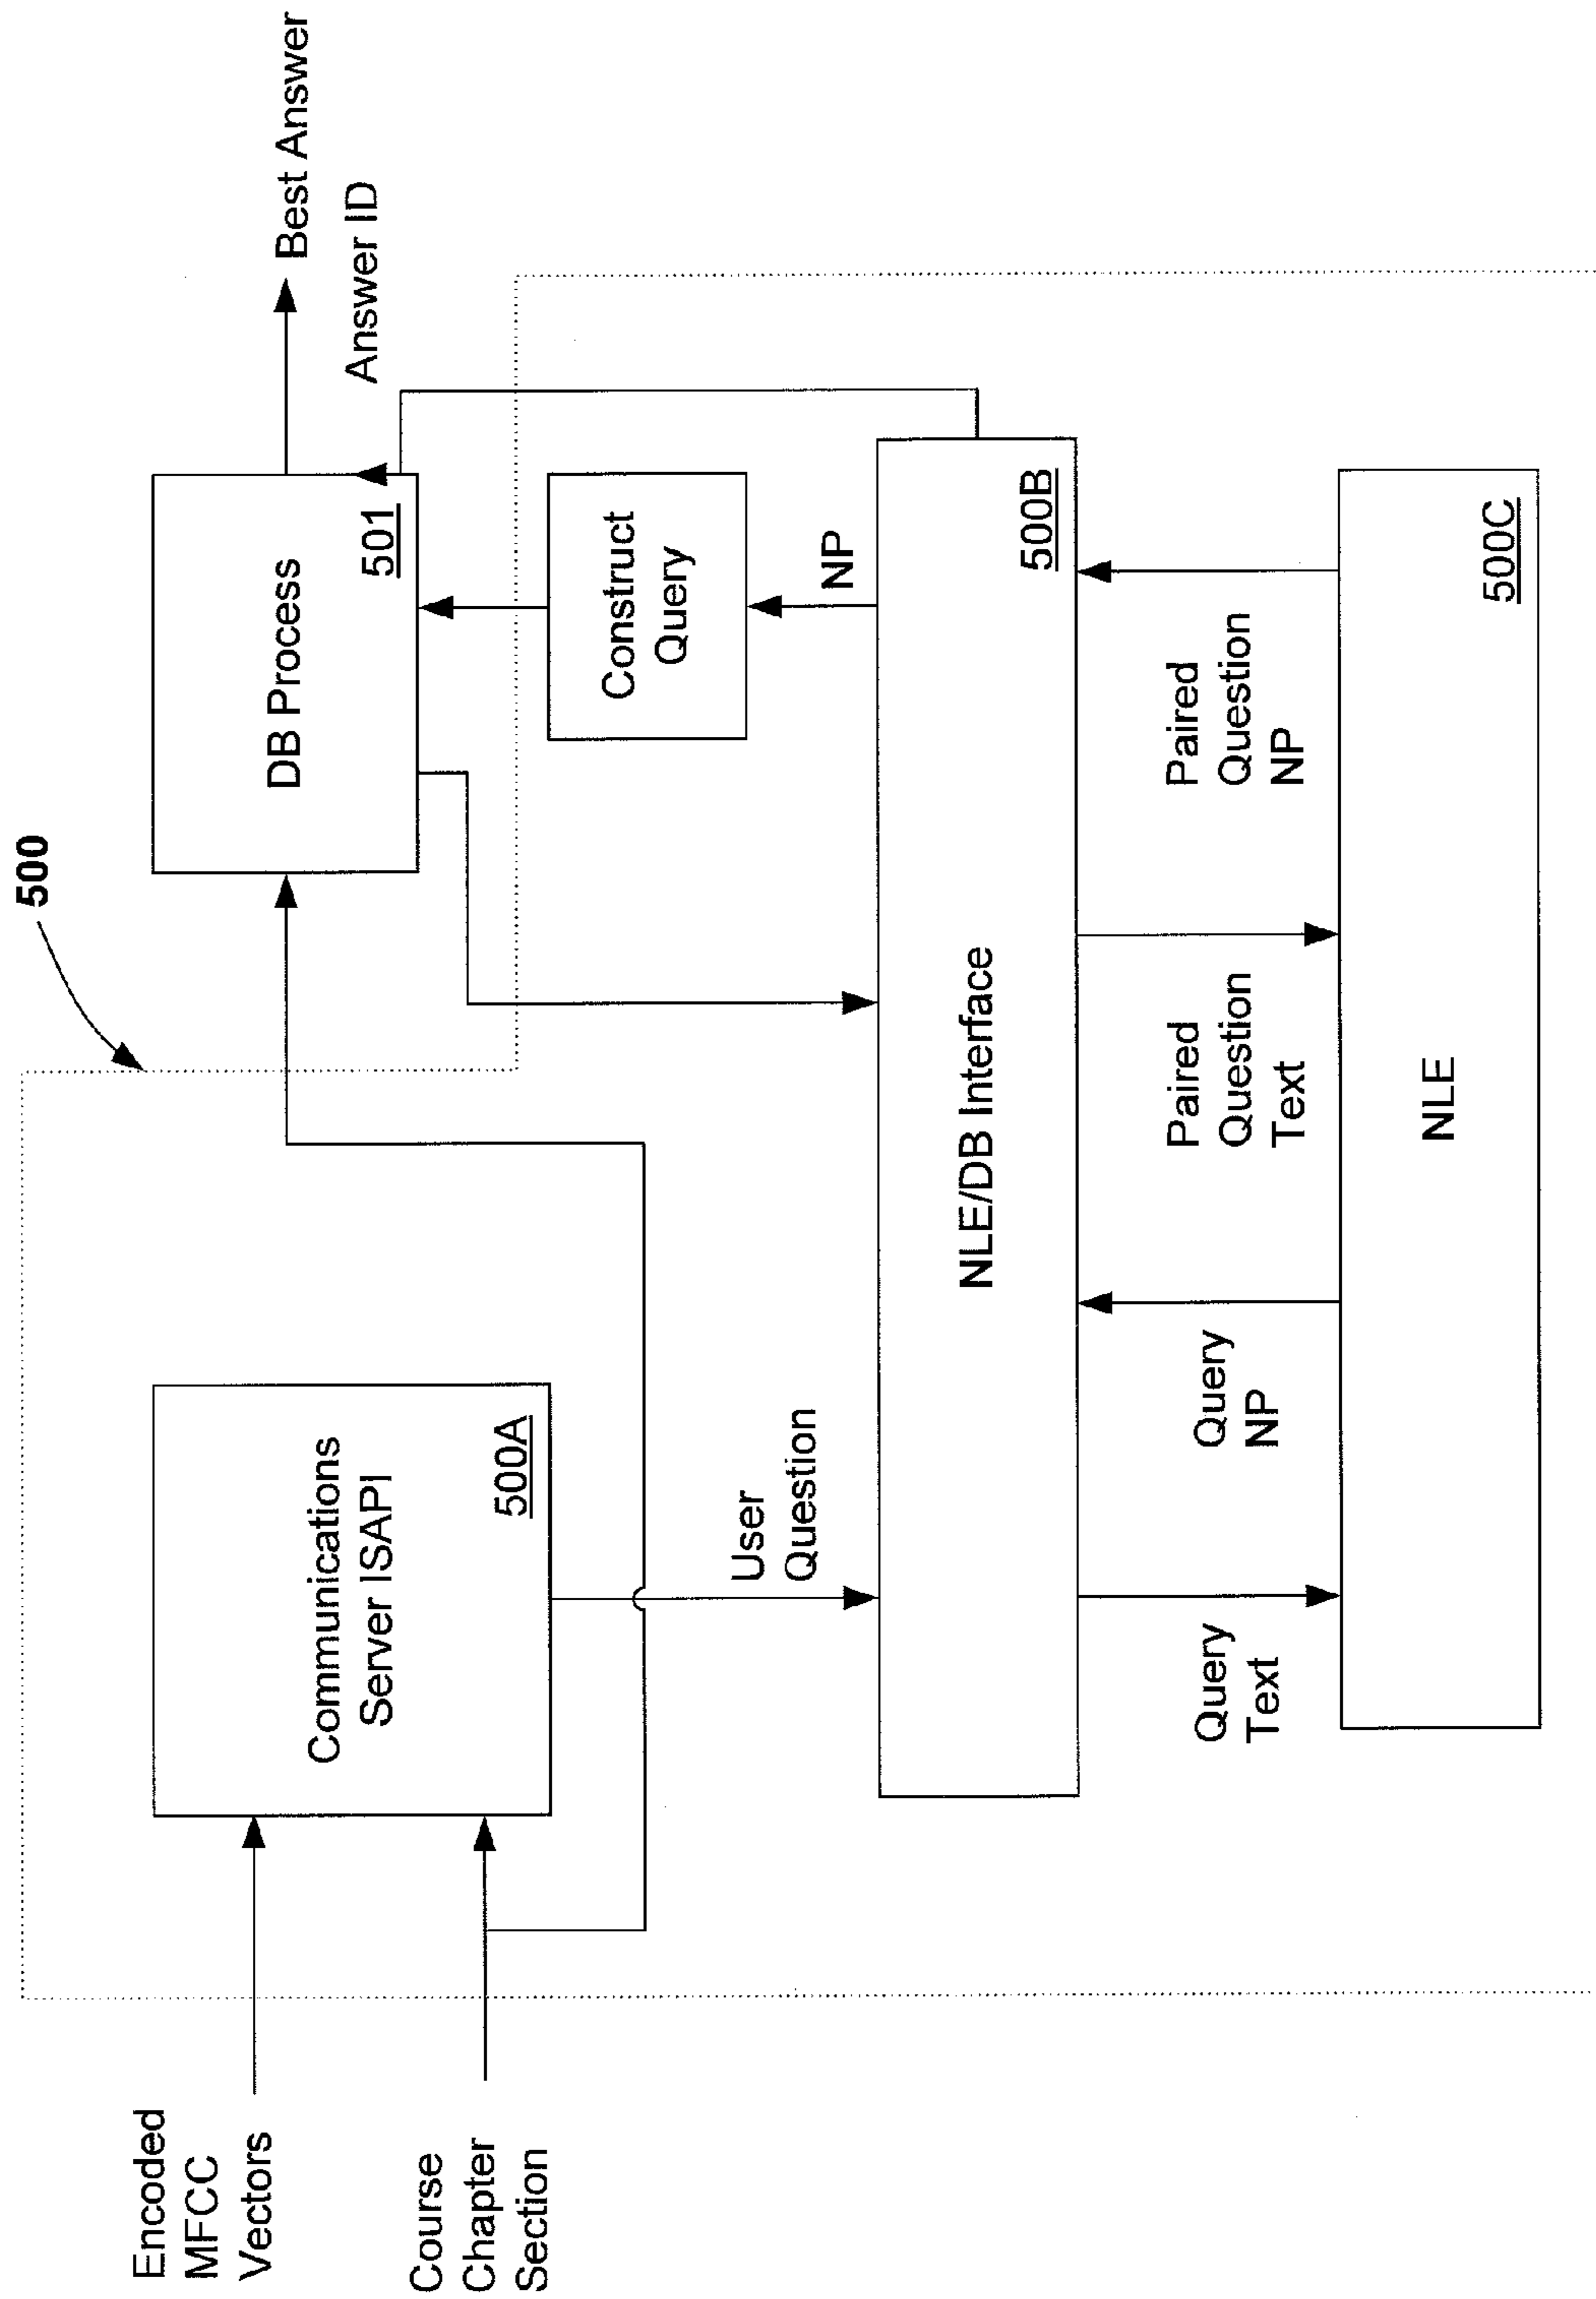 500
Encoded
MFCC
Vectors
Course
Chapter
Section
Communications
Server ISAPI
500A
DB Process
501
Best Answer
Answer ID
Construct
Query
NP
User
Question
NLE/DB Interface
500B
Query
Text
Query
NP
Paired
Question
Text
Paired
Question
NP
NLE
500C